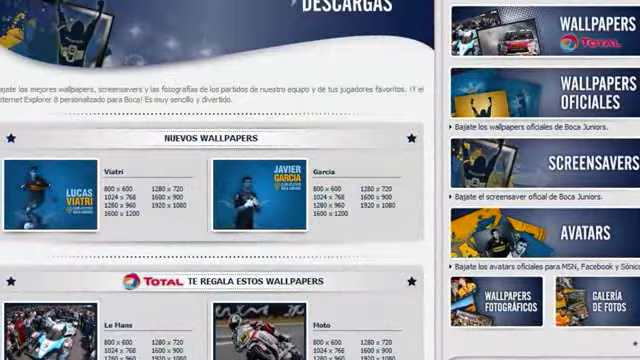 DESCARGAS
ajate los mejores wallpapers, screensavers y las fotografías de los partidos de nuestro equipo y de tus jugadores favoritos. ¡Y el
nternet Explorer 8 personalizado para Boca! Es muy sencillo y divertido.
NUEVOS WALLPAPERS
LUCAS
VIATRI
Viatri
800 x 600
1024 x 768
1280 x 960
1600 x 1200
1280 x 720
1600 x 900
1920 x 1080
JAVIER
GARCIA
Garcia
800 x 600
1024 x 768
1280 x 960
1600 x 1200
1280 x 720
1600 x 900
1920 x 1080
TOTAL TE REGALA ESTOS WALLPAPERS
Le Mans
800 x 600
1024 x 768
1280 x 960
1280 x 720
1600 x 900
1920 x 1080
Moto
800 x 600
1024 x 768
1280 x 960
1280 x 720
1600 x 900
1920 x 1080
WALLPAPERS
TOTAL
WALLPAPERS
OFICIALES
Bajate los wallpapers oficiales de Boca Juniors.
SCREENSAVERS
Bajate el screensaver oficial de Boca Juniors.
AVATARS
Bajate los avatars oficiales para MSN, Facebook y Sónico
WALLPAPERS
FOTOGRÁFICOS
GALERÍA
DE FOTOS